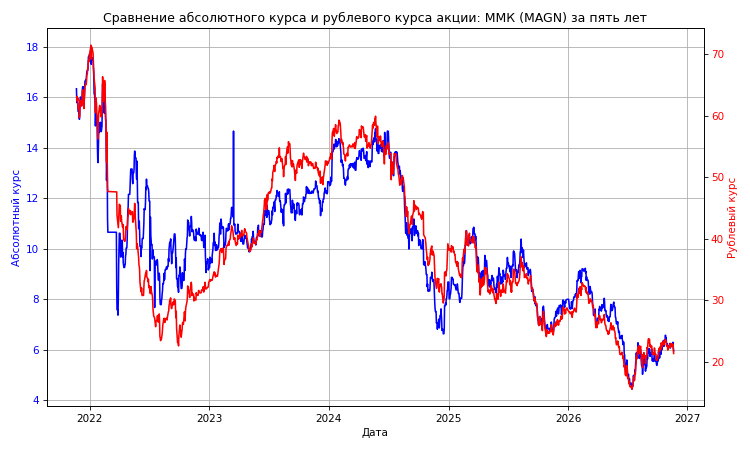 Сравнение абсолютного курса и рублевого курса акции: ММК (MAGN) за пять лет
18
16
14
12
10
8
6
4
Абсолютный курс
70
60
50
40
30
20
Рублевый курс
2022 2023 2024 2025 2026 2027
Дата